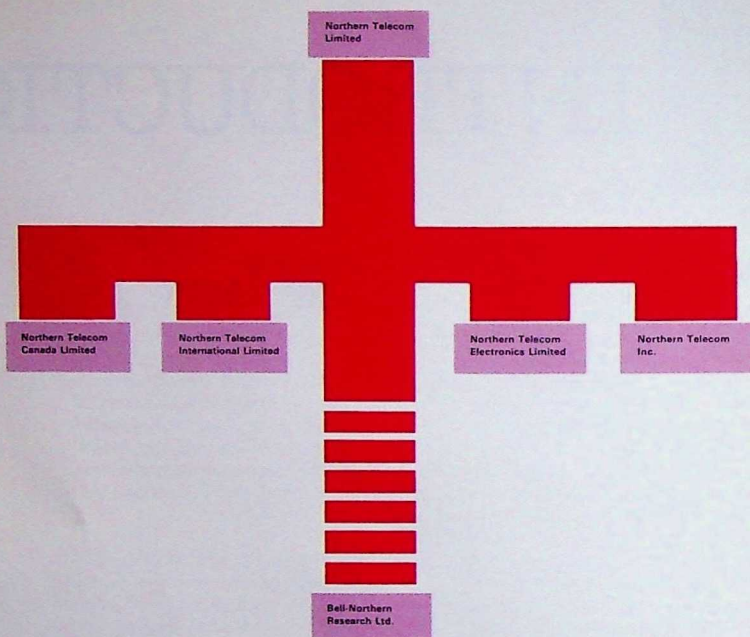 Northern Telecom
Limited
Northern Telecom
Canada Limited
Northern Telecom
International Limited
Northern Telecom
Electronics Limited
Northern Telecom
Inc.
Bell-Northern
Research Ltd.